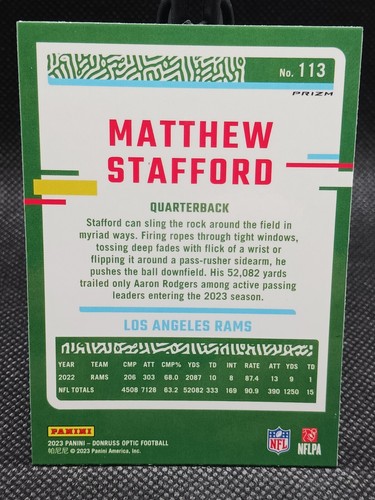 No. 113
PRIZM
MATTHEW
STAFFORD
QUARTERBACK
Stafford can sling the rock around the field in
myriad ways. Firing ropes through tight windows,
tossing deep fades with flick of a wrist or
flipping it around a pass-rusher sidearm, he
pushes the ball downfield. His 52,082 yards
trailed only Aaron Rodgers among active passing
leaders entering the 2023 season.
LOS ANGELES RAMS
YEAR TEAM CMP ATT CMP% YDS TD INT RATE ATT YDS TD
2022 RAMS 206 303 68.0 2087 10 8 87.4 13 9 1
NFL TOTALS 4508 7128 63.2 52082 333 169 90.9 390 1250 15
PANINI
2023 PANINI – DONRUSS OPTIC FOOTBALL
帕尼尼 © 2023 Panini America, Inc.
NFL
NFLPA